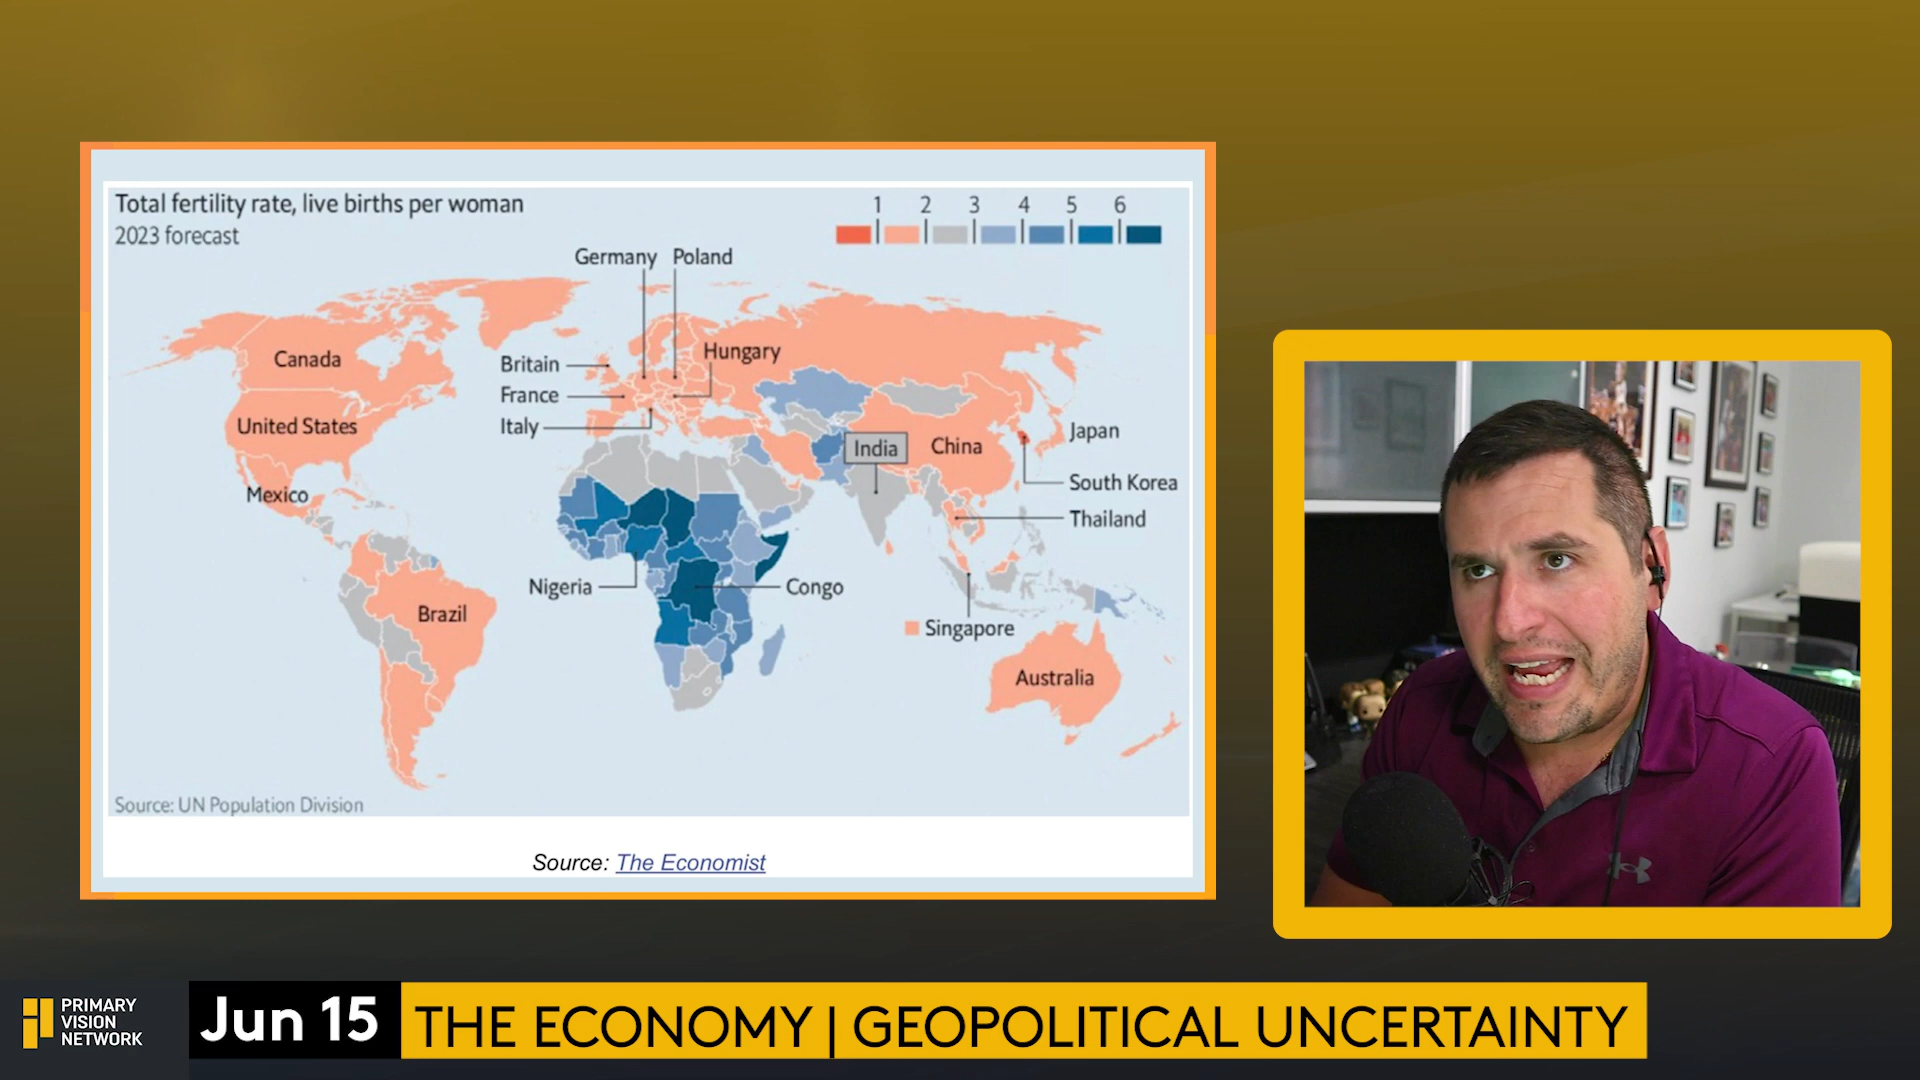 Total fertility rate, live births per woman
2023 forecast
1 2 3 4 5 6
Germany Poland
Canada
Britain
Hungary
France
United States
Italy
India
China
Japan
South Korea
Mexico
Thailand
Nigeria
Congo
Brazil
Singapore
Australia
Source: UN Population Division
Source: The Economist
PRIMARY
VISION
NETWORK
Jun 15
THE ECONOMY | GEOPOLITICAL UNCERTAINTY